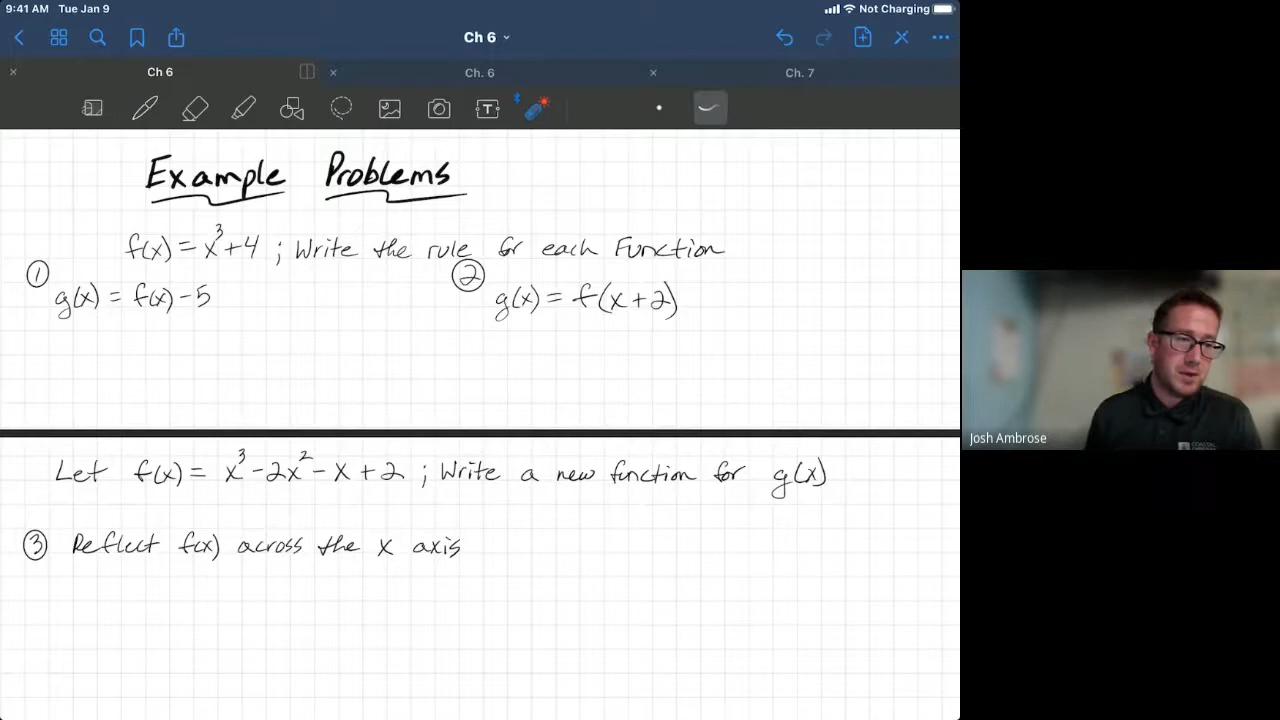 9:41 AM Tue Jan 9
Not Charging
Ch 6
Ch 6
Ch. 6
Ch. 7
T
Example Problems
f(x) = x³+4 ; Write the rule for each Function
① g(x) = f(x) - 5
② g(x) = f(x+2)
Let f(x) = x³ - 2x² - x + 2 ; Write a new function for g(x)
③ Reflect f(x) across the x axis
Josh Ambrose
COASTAL